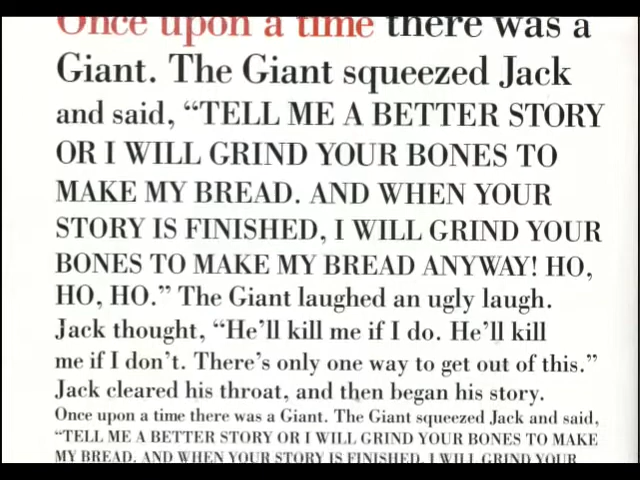 Once upon a time there was a
Giant. The Giant squeezed Jack
and said, “TELL ME A BETTER STORY
OR I WILL GRIND YOUR BONES TO
MAKE MY BREAD. AND WHEN YOUR
STORY IS FINISHED, I WILL GRIND YOUR
BONES TO MAKE MY BREAD ANYWAY! HO,
HO, HO.” The Giant laughed an ugly laugh.
Jack thought, “He’ll kill me if I do. He’ll kill
me if I don’t. There’s only one way to get out of this.”
Jack cleared his throat, and then began his story.
Once upon a time there was a Giant. The Giant squeezed Jack and said,
“TELL ME A BETTER STORY OR I WILL GRIND YOUR BONES TO MAKE
MY BREAD. AND WHEN YOUR STORY IS FINISHED, I WILL GRIND YOUR